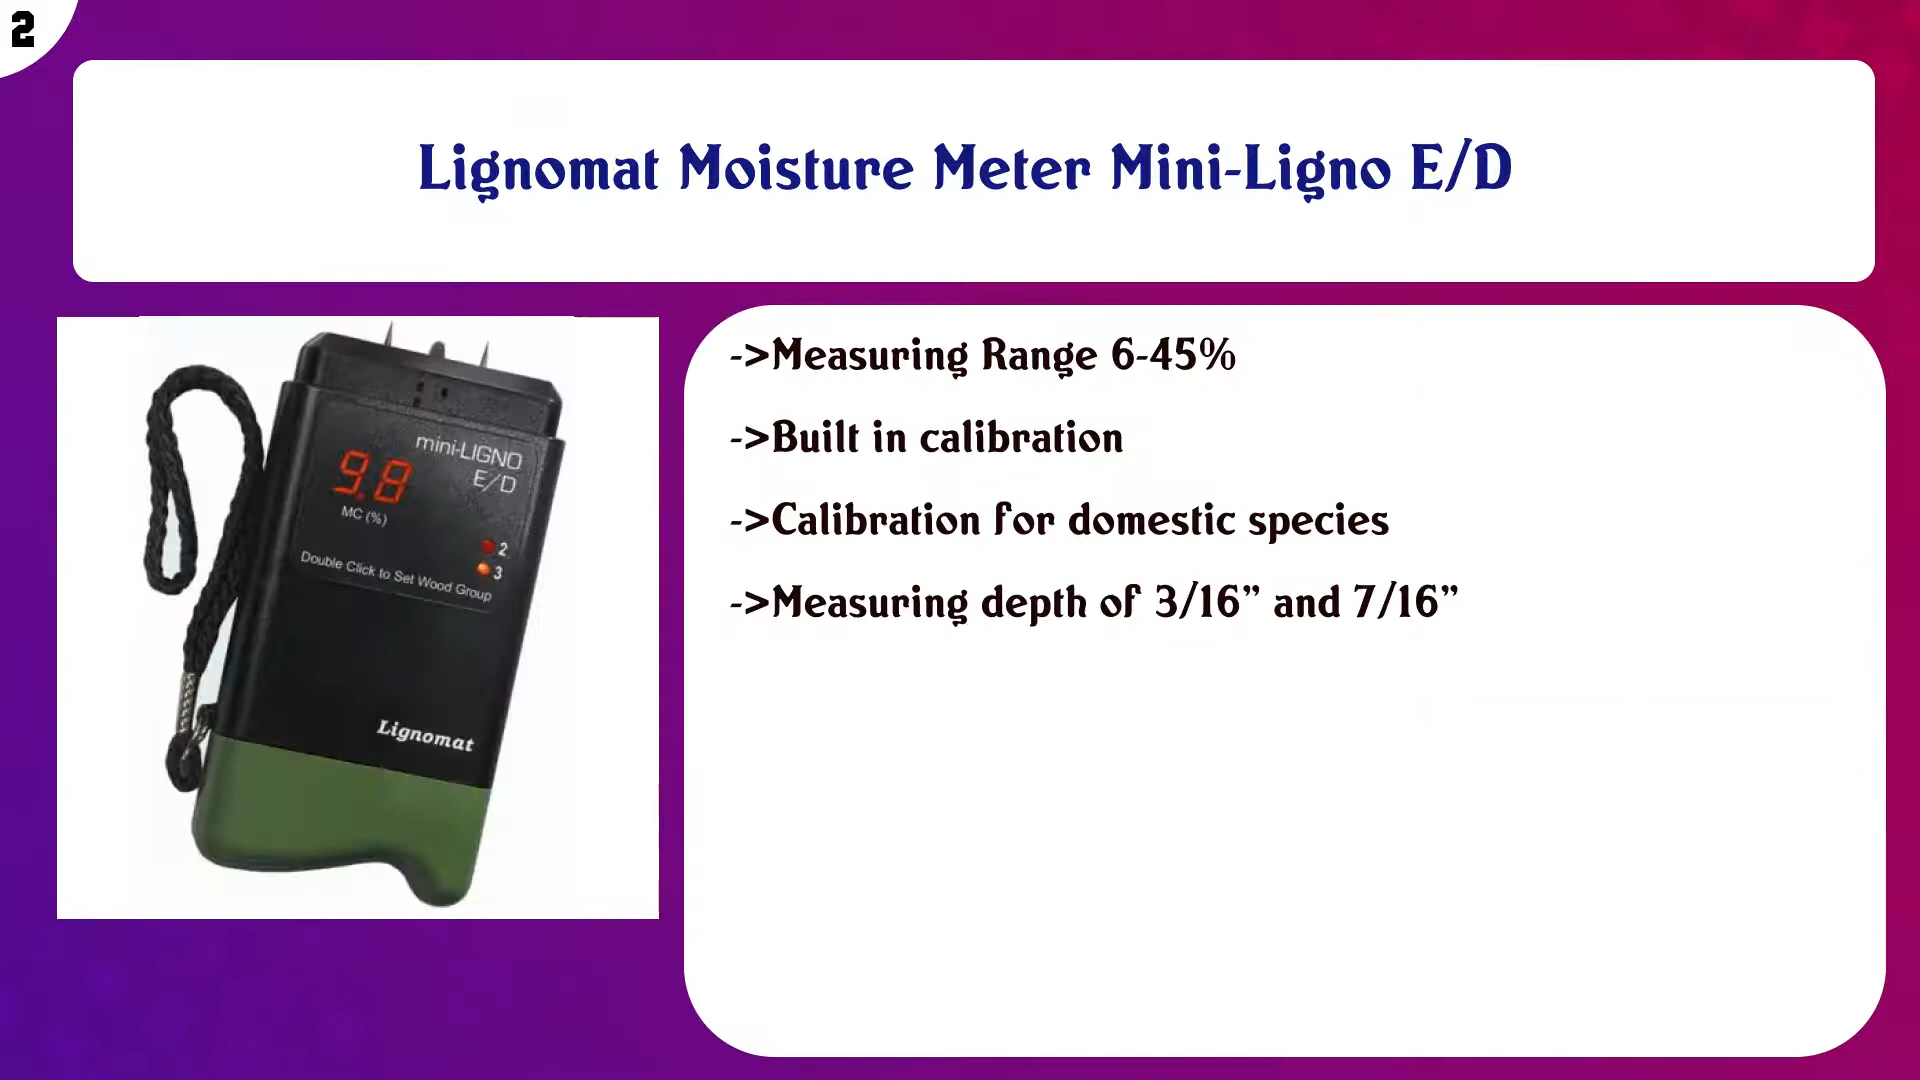 2
Lignomat Moisture Meter Mini-Ligno E/D
mini-LIGNO
E/D
9.8
MC (%)
2
3
Double Click to Set Wood Group
Lignomat
->Measuring Range 6-45%
->Built in calibration
->Calibration for domestic species
->Measuring depth of 3/16” and 7/16”